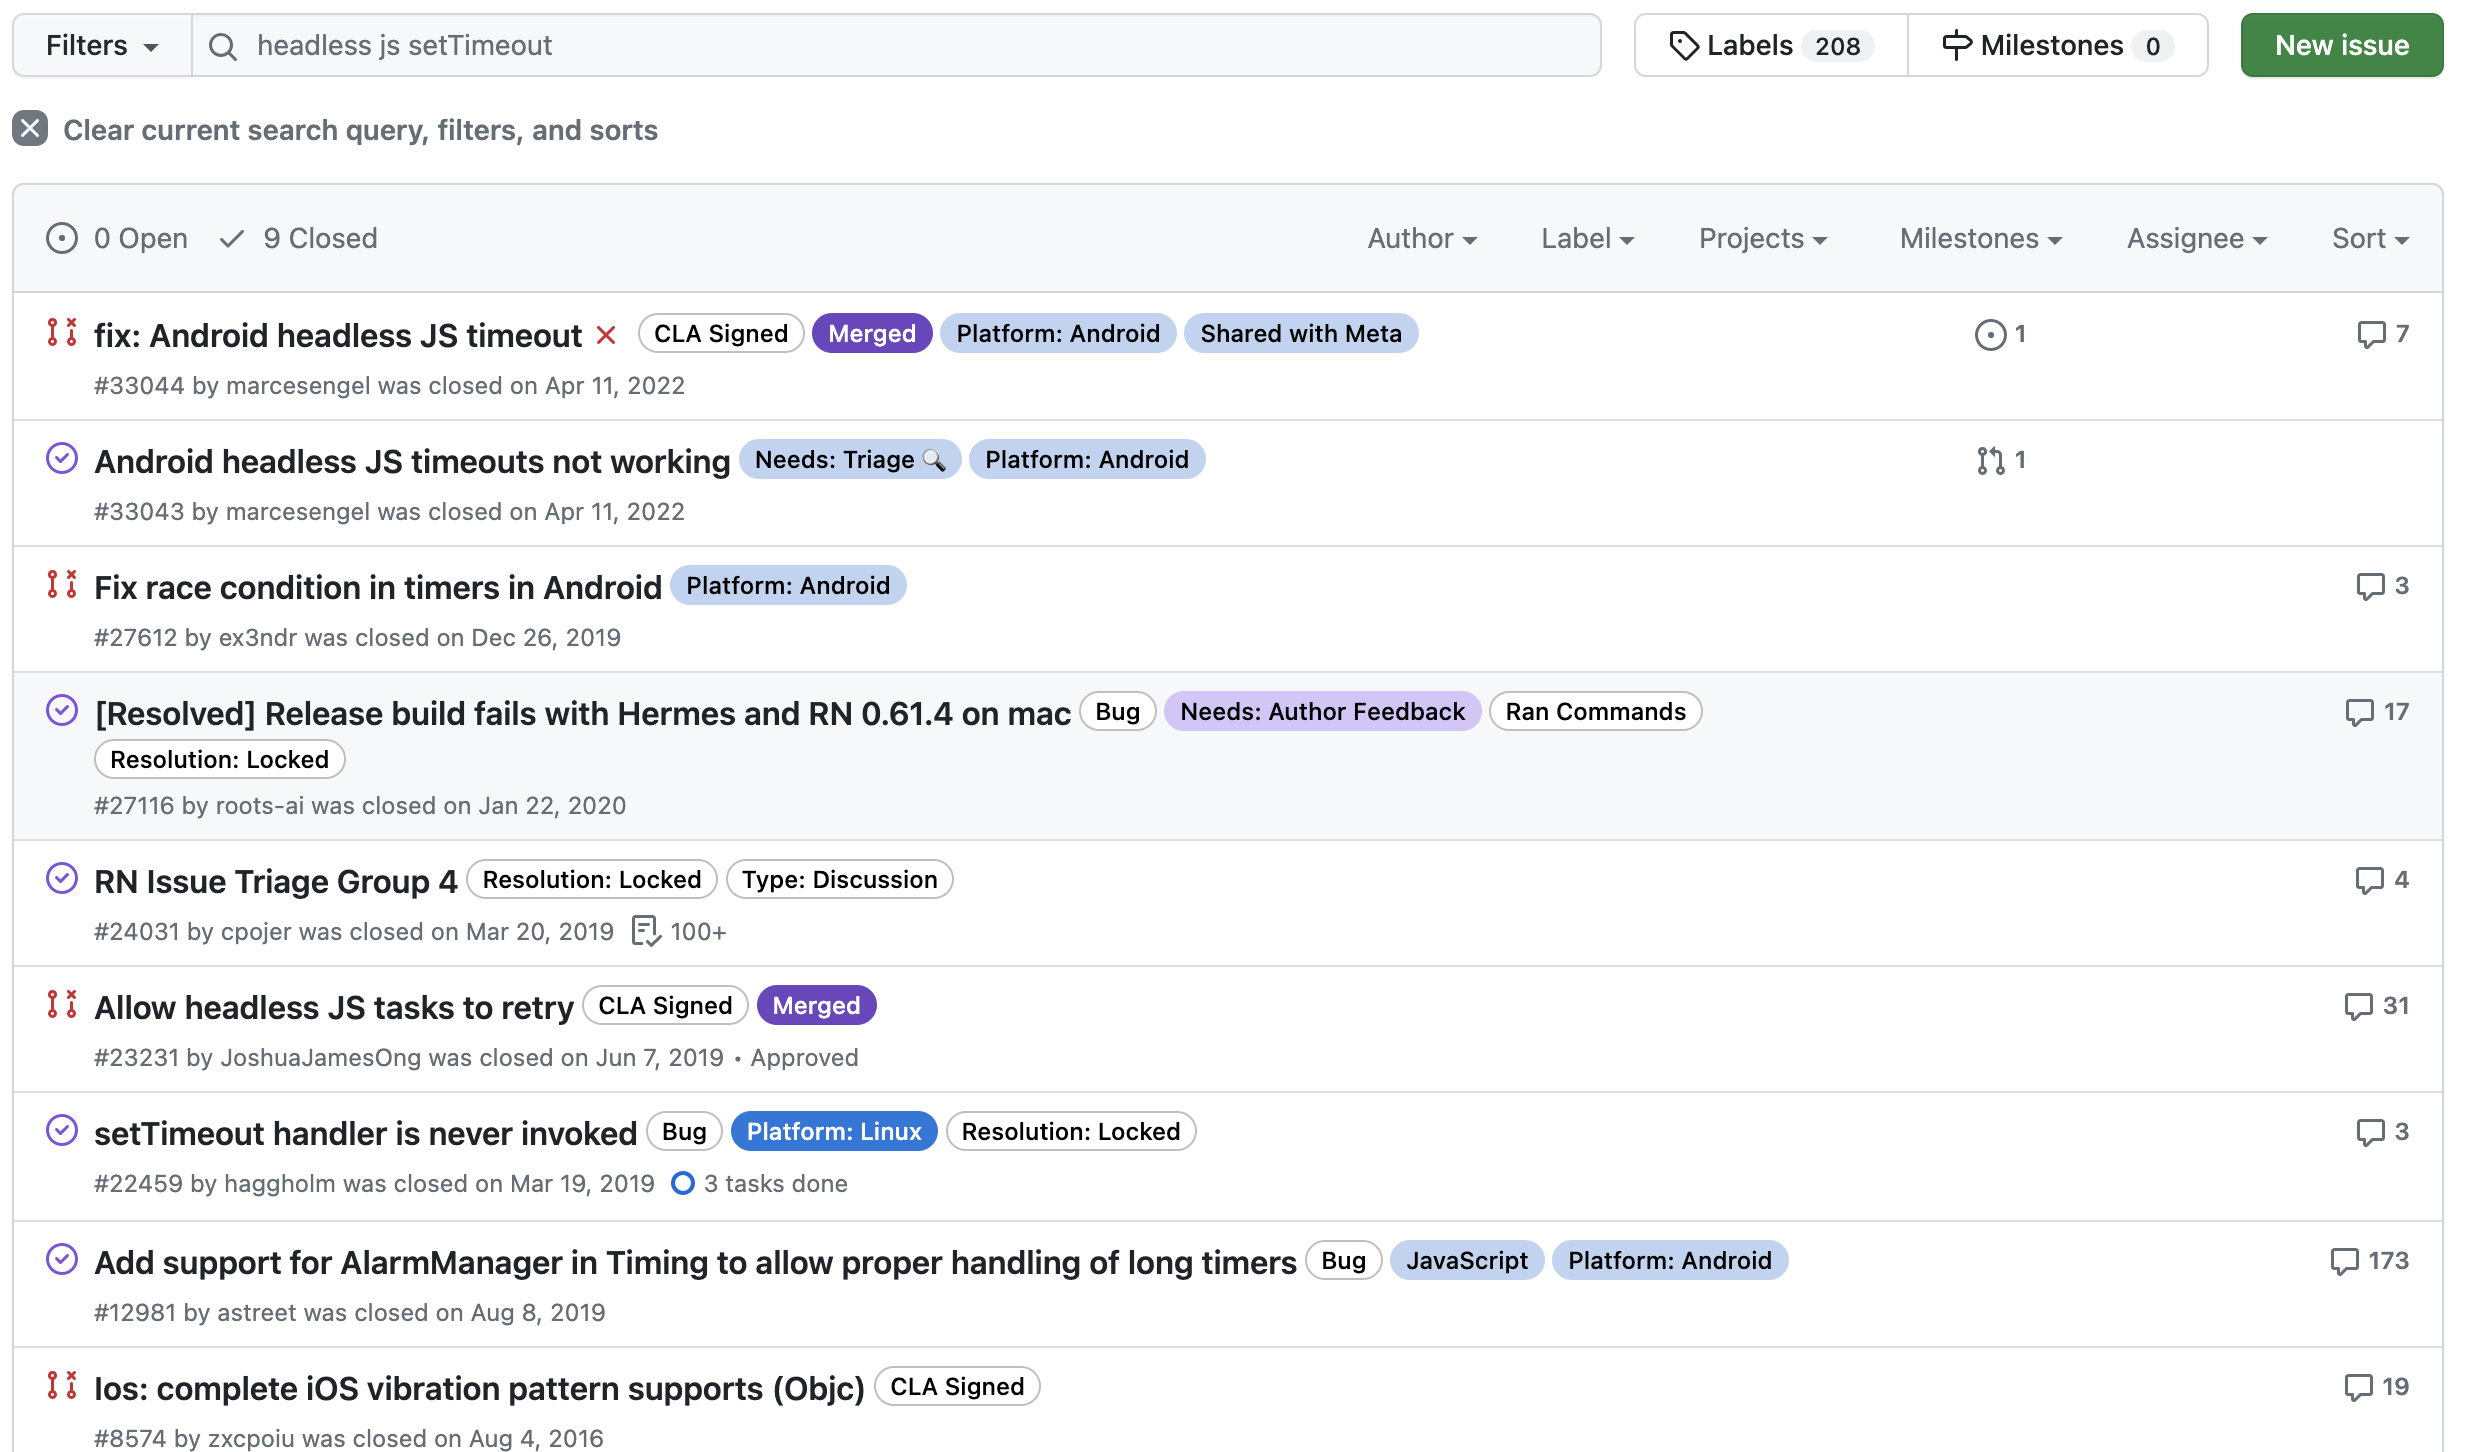 Filters headless js setTimeout Labels 208 Milestones 0 New issue
Clear current search query, filters, and sorts
0 Open 9 Closed Author Label Projects Milestones Assignee Sort
fix: Android headless JS timeout CLA Signed Merged Platform: Android Shared with Meta 1 7
#33044 by marcesengel was closed on Apr 11, 2022
Android headless JS timeouts not working Needs: Triage Platform: Android 1
#33043 by marcesengel was closed on Apr 11, 2022
Fix race condition in timers in Android Platform: Android 3
#27612 by ex3ndr was closed on Dec 26, 2019
[Resolved] Release build fails with Hermes and RN 0.61.4 on mac Bug Needs: Author Feedback Ran Commands 17
Resolution: Locked
#27116 by roots-ai was closed on Jan 22, 2020
RN Issue Triage Group 4 Resolution: Locked Type: Discussion 4
#24031 by cpojer was closed on Mar 20, 2019 100+
Allow headless JS tasks to retry CLA Signed Merged 31
#23231 by JoshuaJamesOng was closed on Jun 7, 2019 • Approved
setTimeout handler is never invoked Bug Platform: Linux Resolution: Locked 3
#22459 by haggholm was closed on Mar 19, 2019 3 tasks done
Add support for AlarmManager in Timing to allow proper handling of long timers Bug JavaScript Platform: Android 173
#12981 by astreet was closed on Aug 8, 2019
Ios: complete iOS vibration pattern supports (Objc) CLA Signed 19
#8574 by zxcpoiu was closed on Aug 4, 2016